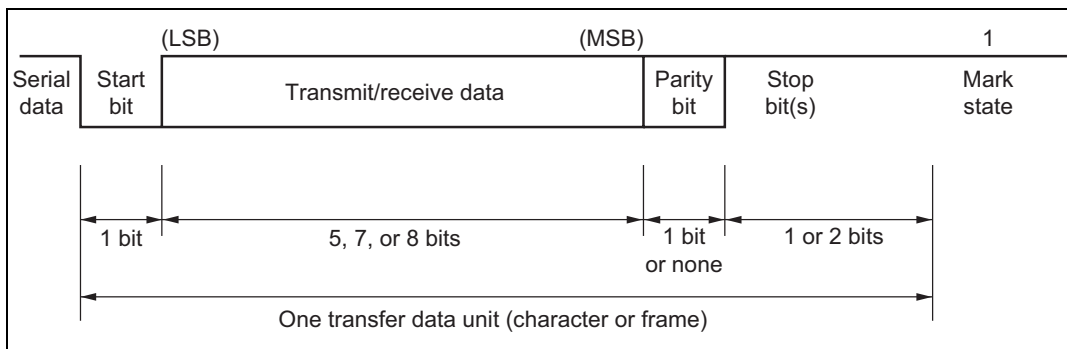 (LSB)
(MSB)
1
Serial
data
Start
bit
Transmit/receive data
Parity
bit
Stop
bit(s)
Mark
state
1 bit
5, 7, or 8 bits
1 bit
or none
1 or 2 bits
One transfer data unit (character or frame)